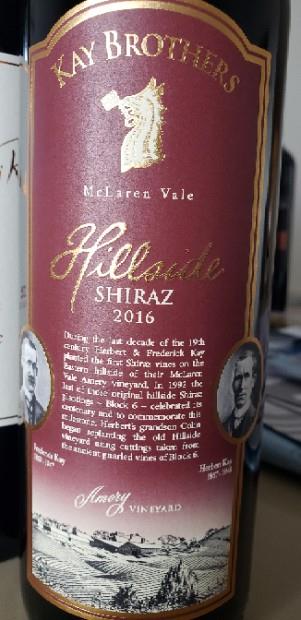 KAY BROTHERS
McLaren Vale
Hillside
SHIRAZ
2016
During the last decade of the 19th
century Herbert & Frederick Kay
planted the first Shiraz vines on the
Eastern hillside of their McLaren
Vale Amery vineyard. In 1992 the
last of these original hillside Shiraz
plantings – Block 6 – celebrated its
centenary and to commemorate this
milestone, Herbert's grandson Colin
began replanting the old Hillside
vineyard using cuttings taken from
the ancient gnarled vines of Block 6.
Frederick Kay
Herbert Kay
Amery
VINEYARD